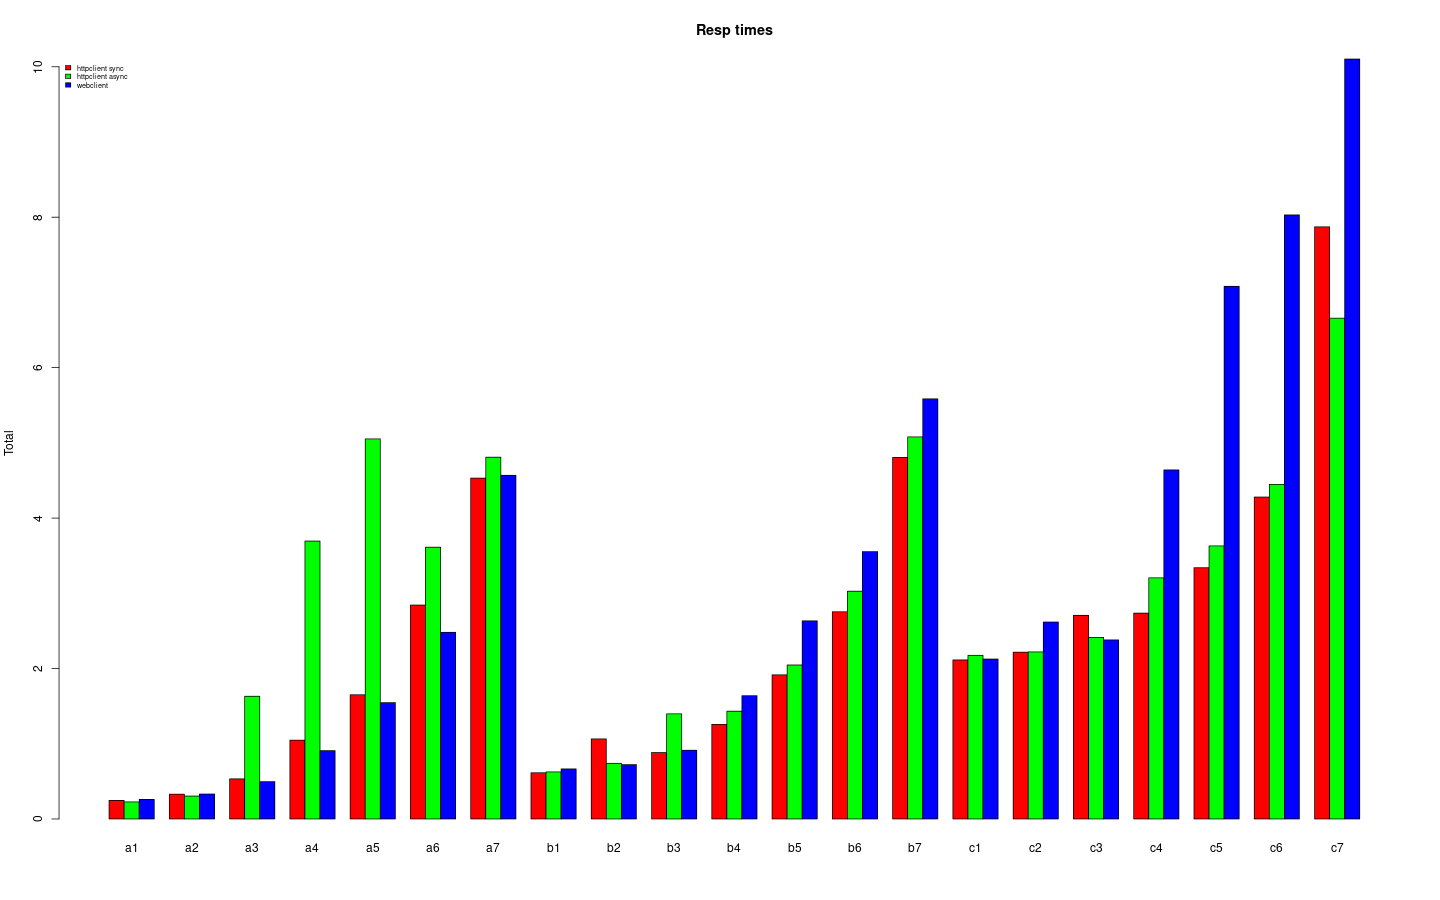 Resp times
httpclient sync
httpclient async
webclient
Total
10
8
6
4
2
0
a1 a2 a3 a4 a5 a6 a7 b1 b2 b3 b4 b5 b6 b7 c1 c2 c3 c4 c5 c6 c7